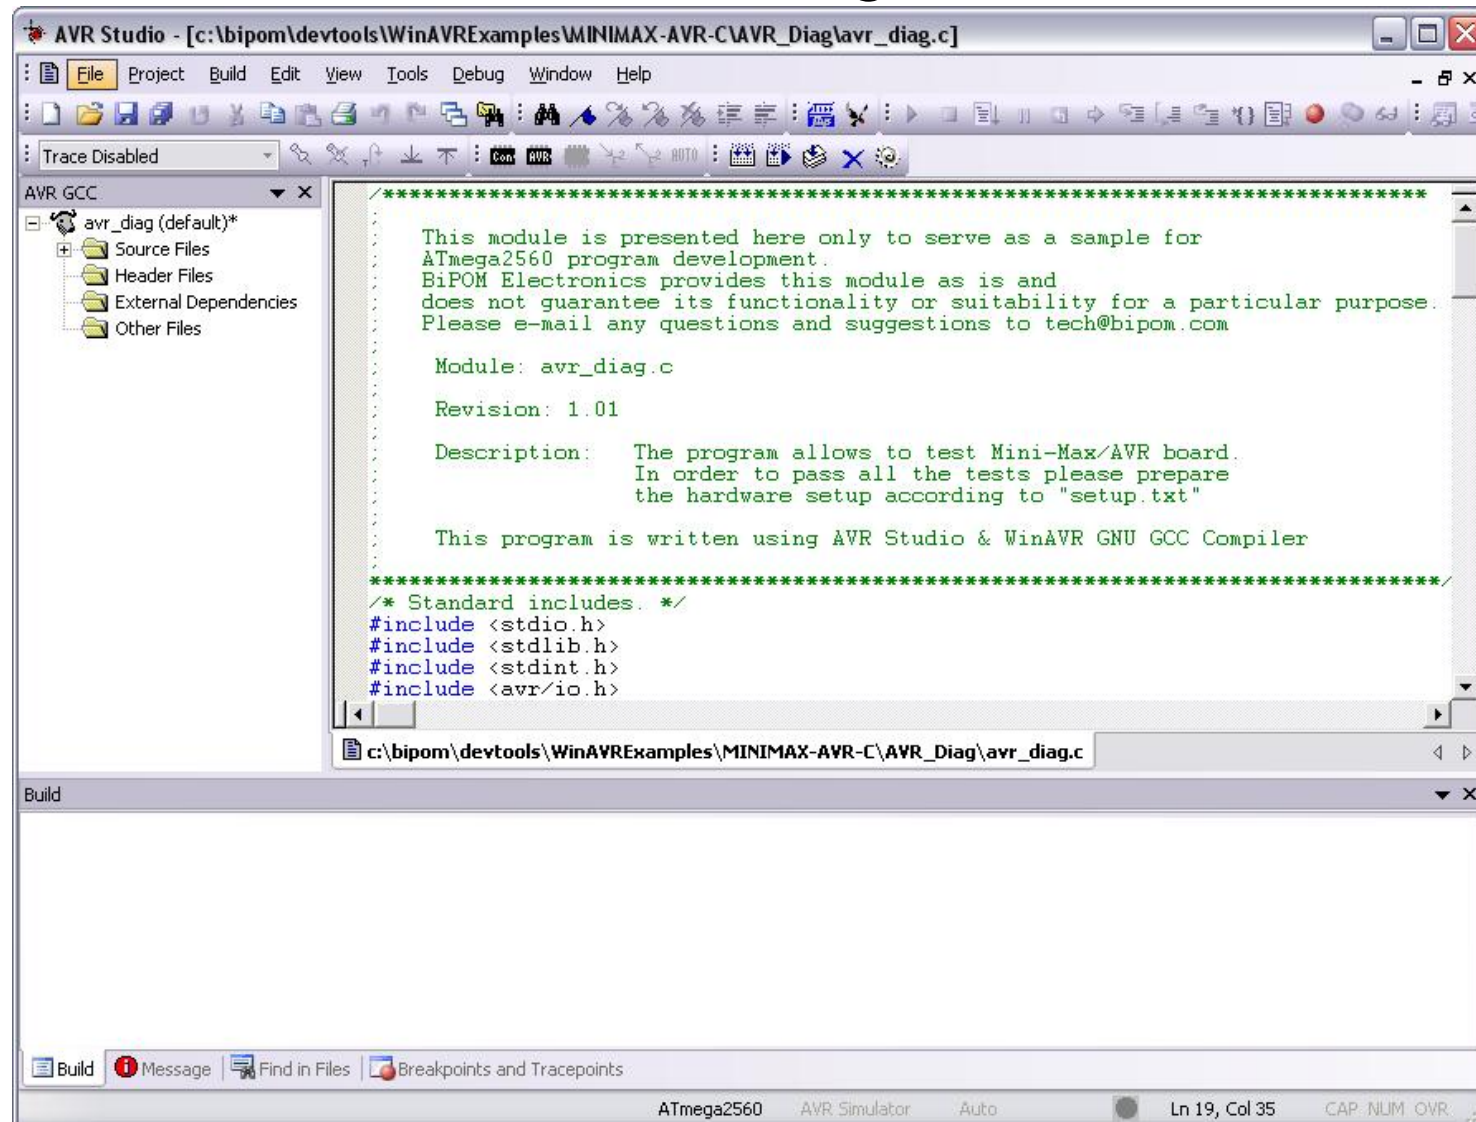 AVR Studio - [c:\bipom\devtools\WinAVRExamples\MINIMAX-AVR-C\AVR_Diag\avr_diag.c]
File Project Build Edit View Tools Debug Window Help
Trace Disabled
Con AVR AUTO
AVR GCC
avr_diag (default)*
Source Files
Header Files
External Dependencies
Other Files
/********************************************************************************
;
; This module is presented here only to serve as a sample for
; ATmega2560 program development.
; BiPOM Electronics provides this module as is and
; does not guarantee its functionality or suitability for a particular purpose.
; Please e-mail any questions and suggestions to tech@bipom.com
;
; Module: avr_diag.c
;
; Revision: 1.01
;
; Description: The program allows to test Mini-Max/AVR board.
; In order to pass all the tests please prepare
; the hardware setup according to "setup.txt"
;
; This program is written using AVR Studio & WinAVR GNU GCC Compiler
;
*********************************************************************************/
/* Standard includes. */
#include <stdio.h>
#include <stdlib.h>
#include <stdint.h>
#include <avr/io.h>
c:\bipom\devtools\WinAVRExamples\MINIMAX-AVR-C\AVR_Diag\avr_diag.c
Build
Build Message Find in Files Breakpoints and Tracepoints
ATmega2560 AVR Simulator Auto Ln 19, Col 35 CAP NUM OVR